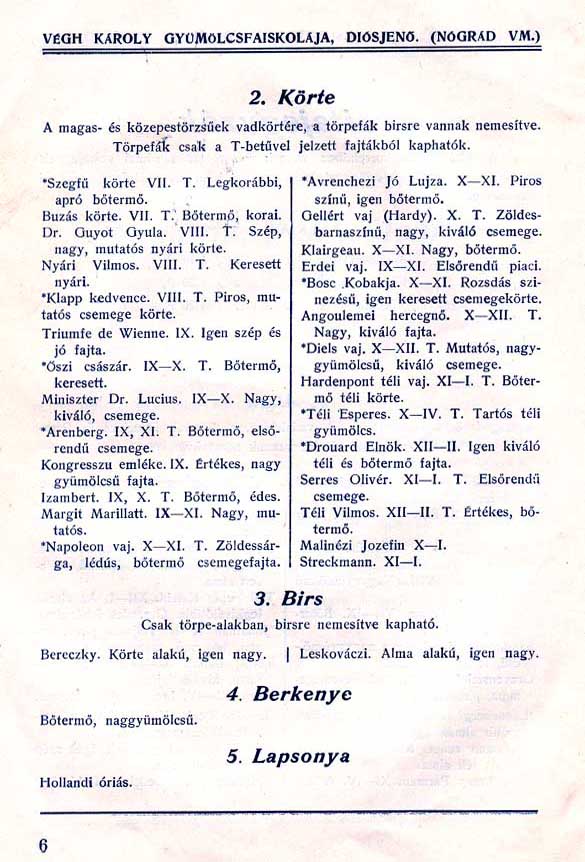 VÉGH KÁROLY GYÜMÖLCSFAISKOLÁJA, DIÓSJENŐ. (NÓGRÁD VM.)
2. Körte
A magas- és középestörzsűek vadkörtére, a törpefák birsre vannak nemesítve.
Törpefák csak a T-betűvel jelzett fajtákból kaphatók.
*Szegfű körte VII. T. Legkorábbi,
apró bőtermő.
Buzás körte. VII. T. Bőtermő, korai.
Dr. Guyot Gyula. VIII. T. Szép,
nagy, mutatós nyári körte.
Nyári Vilmos. VIII. T. Keresett
nyári.
*Klapp kedvence. VIII. T. Piros, mu-
tatós csemege körte.
Triumfe de Wienne. IX. Igen szép és
jó fajta.
*Őszi császár. IX—X. T. Bőtermő,
keresett.
Miniszter Dr. Lucius. IX—X. Nagy,
kiváló, csemege.
*Arenberg. IX, XI. T. Bőtermő, első-
rendű csemege.
Kongresszu emléke. IX. Értékes, nagy
gyümölcsű fajta.
Izambert. IX, X. T. Bőtermő, édes.
Margit Marillatt. IX—XI. Nagy, mu-
tatós.
*Napoleon vaj. X—XI. T. Zöldessár-
ga, lédús, bőtermő csemegefajta.
*Avrenchezi Jó Lujza. X—XI. Piros
színű, igen bőtermő.
Gellért vaj (Hardy). X. T. Zöldes-
barnaszínű, nagy, kiváló csemege.
Klairgeau. X—XI. Nagy, bőtermő.
Erdei vaj. IX—XI. Elsőrendű piaci.
*Bosc Kobakja. X—XI. Rozsdás szi-
nezésű, igen keresett csemegekörte.
Angoulemei hercegnő. X—XII. T.
Nagy, kiváló fajta.
*Diels vaj. X—XII. T. Mutatós, nagy-
gyümölcsű, kiváló csemege.
Hardenpont téli vaj. XI—I. T. Bőter-
mő téli körte.
*Téli Esperes. X—IV. T. Tartós téli
gyümölcs.
*Drouard Elnök. XII—II. Igen kiváló
téli és bőtermő fajta.
Serres Olivér. XI—I. T. Elsőrendű
csemege.
Téli Vilmos. XII—II. T. Értékes, bő-
termő.
Malinézi Jozefin X—I.
Streckmann. XI—I.
3. Birs
Csak törpe-alakban, birsre nemesítve kapható.
Bereczky. Körte alakú, igen nagy. | Leskováczi. Alma alakú, igen nagy.
4. Berkenye
Bőtermő, naggyümölcsű.
5. Lapsonya
Hollandi óriás.
6